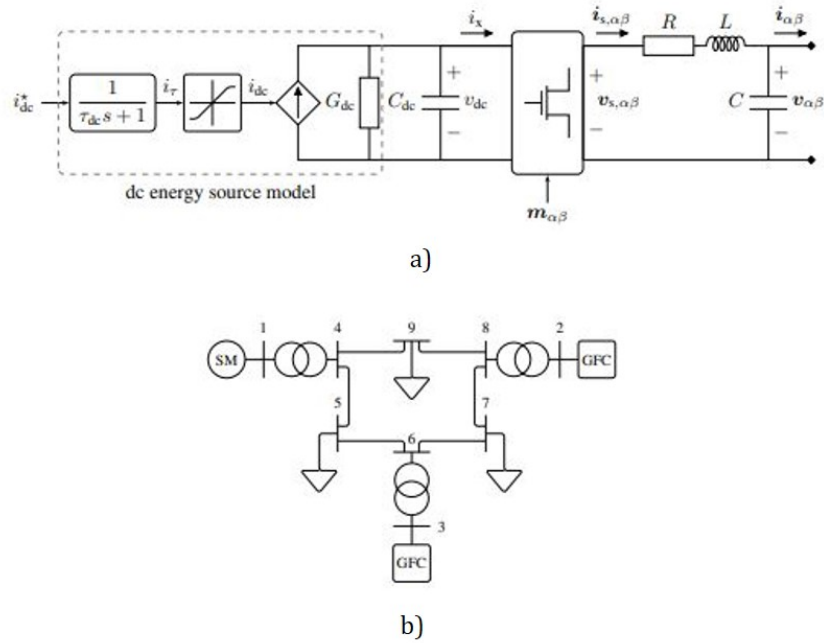 i*dc
1
τdc s + 1
iτ
idc
Gdc
Cdc
+
vdc
−
ix
mαβ
is,αβ
+
vs,αβ
−
R
L
iαβ
C
+
vαβ
−
dc energy source model
a)
1
4
9
8
2
SM
GFC
5
7
6
3
GFC
b)